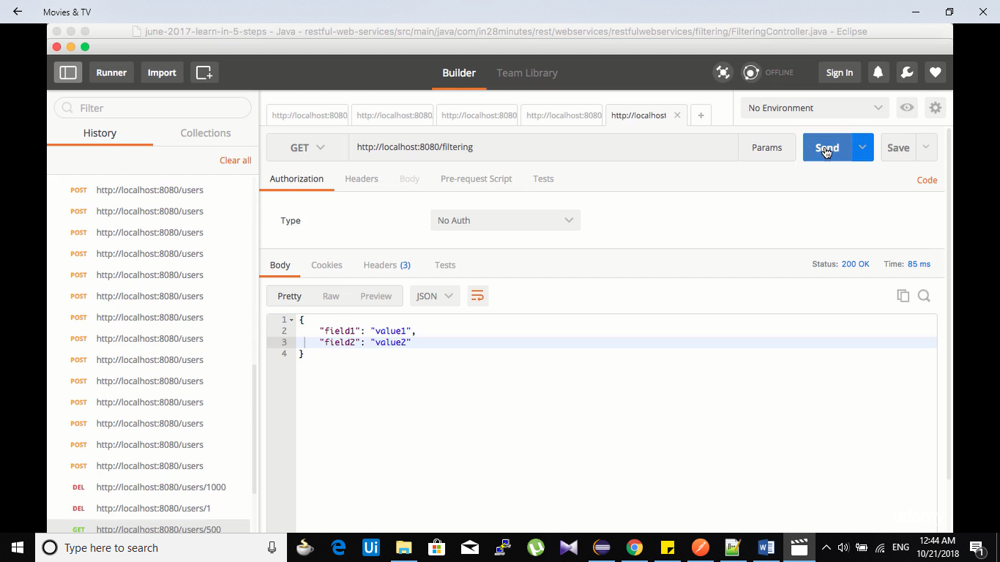 Movies & TV
june-2017-learn-in-5-steps - Java - restful-web-services/src/main/java/com/in28minutes/rest/webservices/restfulwebservices/filtering/FilteringController.java - Eclipse
Runner Import Builder Team Library OFFLINE Sign In
Filter
History Collections
Clear all
POST http://localhost:8080/users
POST http://localhost:8080/users
POST http://localhost:8080/users
POST http://localhost:8080/users
POST http://localhost:8080/users
POST http://localhost:8080/users
POST http://localhost:8080/users
POST http://localhost:8080/users
POST http://localhost:8080/users
POST http://localhost:8080/users
POST http://localhost:8080/users
POST http://localhost:8080/users
POST http://localhost:8080/users
POST http://localhost:8080/users
DEL http://localhost:8080/users/1000
DEL http://localhost:8080/users/1
GET http://localhost:8080/users/500
http://localhost:8080 http://localhost:8080 http://localhost:8080 http://localhost:8080 http://localhost
No Environment
GET http://localhost:8080/filtering Params Send Save
Authorization Headers Body Pre-request Script Tests Code
Type No Auth
Body Cookies Headers (3) Tests Status: 200 OK Time: 85 ms
Pretty Raw Preview JSON
1 {
2 "field1": "value1",
3 "field2": "value2"
4 }
Type here to search
Ui
ENG
12:44 AM
10/21/2018
1